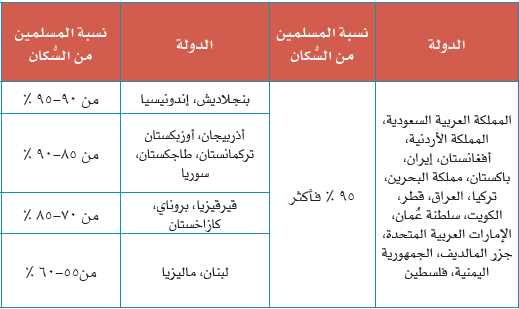 الدولة
نسبة المسلمين
من السُّكان
الدولة
نسبة المسلمين
من السُّكان
المملكة العربية السعودية،
المملكة الأردنية،
أفغانستان، إيران،
باكستان، مملكة البحرين،
تركيا، العراق، قطر،
الكويت، سلطنة عُمان،
الإمارات العربية المتحدة،
جزر المالديف، الجمهورية
اليمنية، فلسطين
٩٥ ٪ فأكثر
بنجلاديش، إندونيسيا
من ٩٠-٩٥ ٪
أذربيجان، أوزبكستان
تركمانستان، طاجكستان،
سوريا
من ٨٥-٩٠ ٪
قيرقيزيا، بروناي،
كازاخستان
من ٧٠-٨٥ ٪
لبنان، ماليزيا
من٥٥-٦٠ ٪